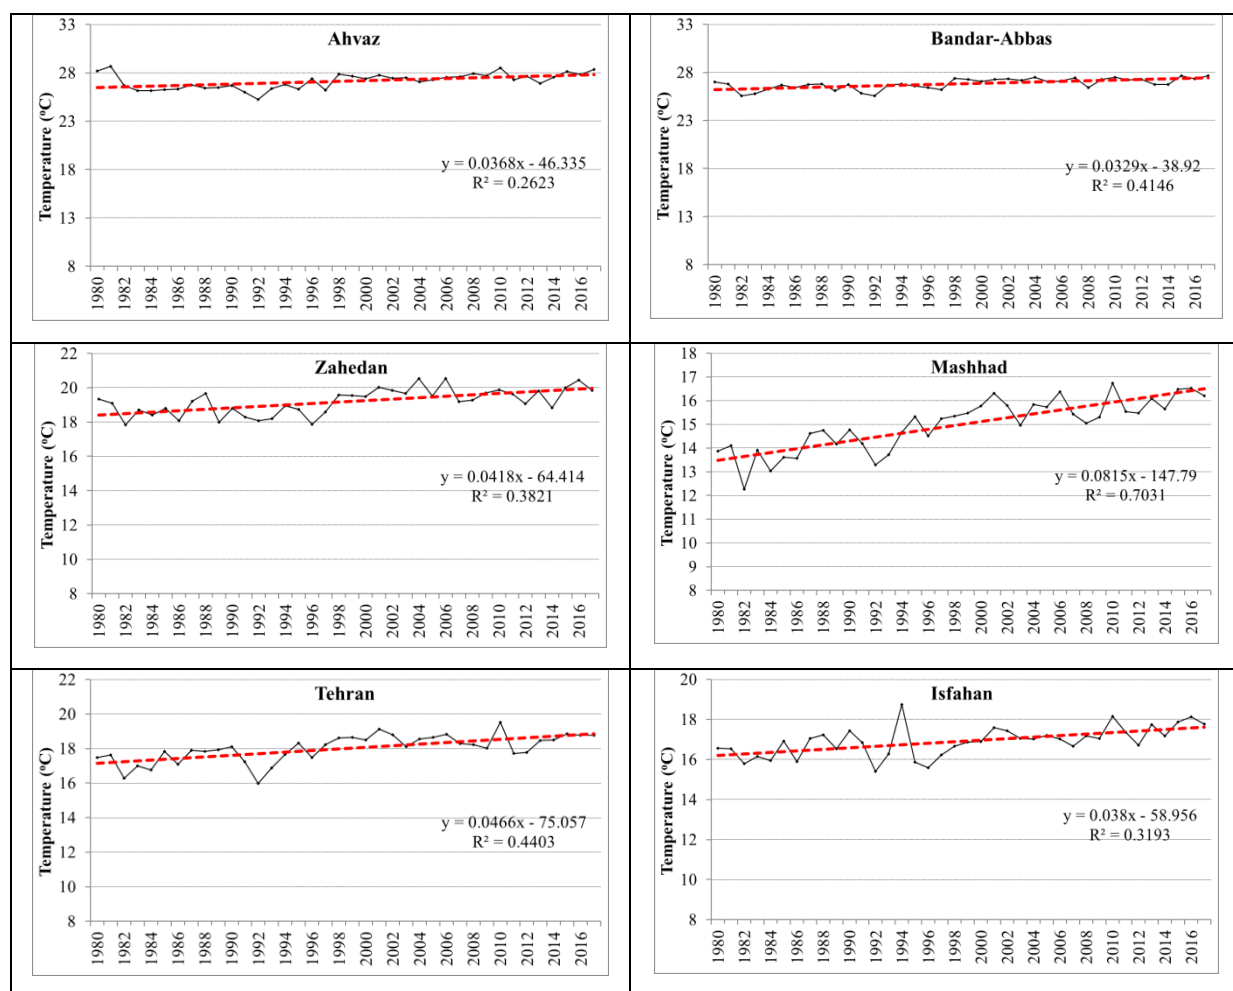 Ahvaz
Temperature (ºC)
33
28
23
18
13
8
y = 0.0368x - 46.335
R² = 0.2623
1980 1982 1984 1986 1988 1990 1992 1994 1996 1998 2000 2002 2004 2006 2008 2010 2012 2014 2016
Bandar-Abbas
Temperature (ºC)
33
28
23
18
13
8
y = 0.0329x - 38.92
R² = 0.4146
1980 1982 1984 1986 1988 1990 1992 1994 1996 1998 2000 2002 2004 2006 2008 2010 2012 2014 2016
Zahedan
Temperature (ºC)
22
20
18
16
14
12
10
8
y = 0.0418x - 64.414
R² = 0.3821
1980 1982 1984 1986 1988 1990 1992 1994 1996 1998 2000 2002 2004 2006 2008 2010 2012 2014 2016
Mashhad
Temperature (ºC)
18
17
16
15
14
13
12
11
10
9
8
y = 0.0815x - 147.79
R² = 0.7031
1980 1982 1984 1986 1988 1990 1992 1994 1996 1998 2000 2002 2004 2006 2008 2010 2012 2014 2016
Tehran
Temperature (ºC)
22
20
18
16
14
12
10
8
y = 0.0466x - 75.057
R² = 0.4403
1980 1982 1984 1986 1988 1990 1992 1994 1996 1998 2000 2002 2004 2006 2008 2010 2012 2014 2016
Isfahan
Temperature (ºC)
20
18
16
14
12
10
8
y = 0.038x - 58.956
R² = 0.3193
1980 1982 1984 1986 1988 1990 1992 1994 1996 1998 2000 2002 2004 2006 2008 2010 2012 2014 2016